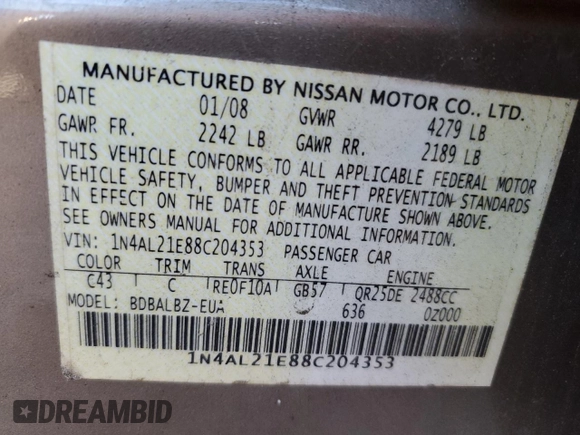 MANUFACTURED BY NISSAN MOTOR CO., LTD.
DATE 01/08 GVWR 4279 LB
GAWR FR. 2242 LB GAWR RR. 2189 LB
THIS VEHICLE CONFORMS TO ALL APPLICABLE FEDERAL MOTOR
VEHICLE SAFETY, BUMPER AND THEFT PREVENTION STANDARDS
IN EFFECT ON THE DATE OF MANUFACTURE SHOWN ABOVE.
SEE OWNERS MANUAL FOR ADDITIONAL INFORMATION.
VIN: 1N4AL21E88C204353 PASSENGER CAR
COLOR TRIM TRANS AXLE ENGINE
C43 C RE0F10A GB57 QR25DE 2488CC
MODEL: BDBALBZ-EUA 636 0Z000
1N4AL21E88C204353
DREAMBID